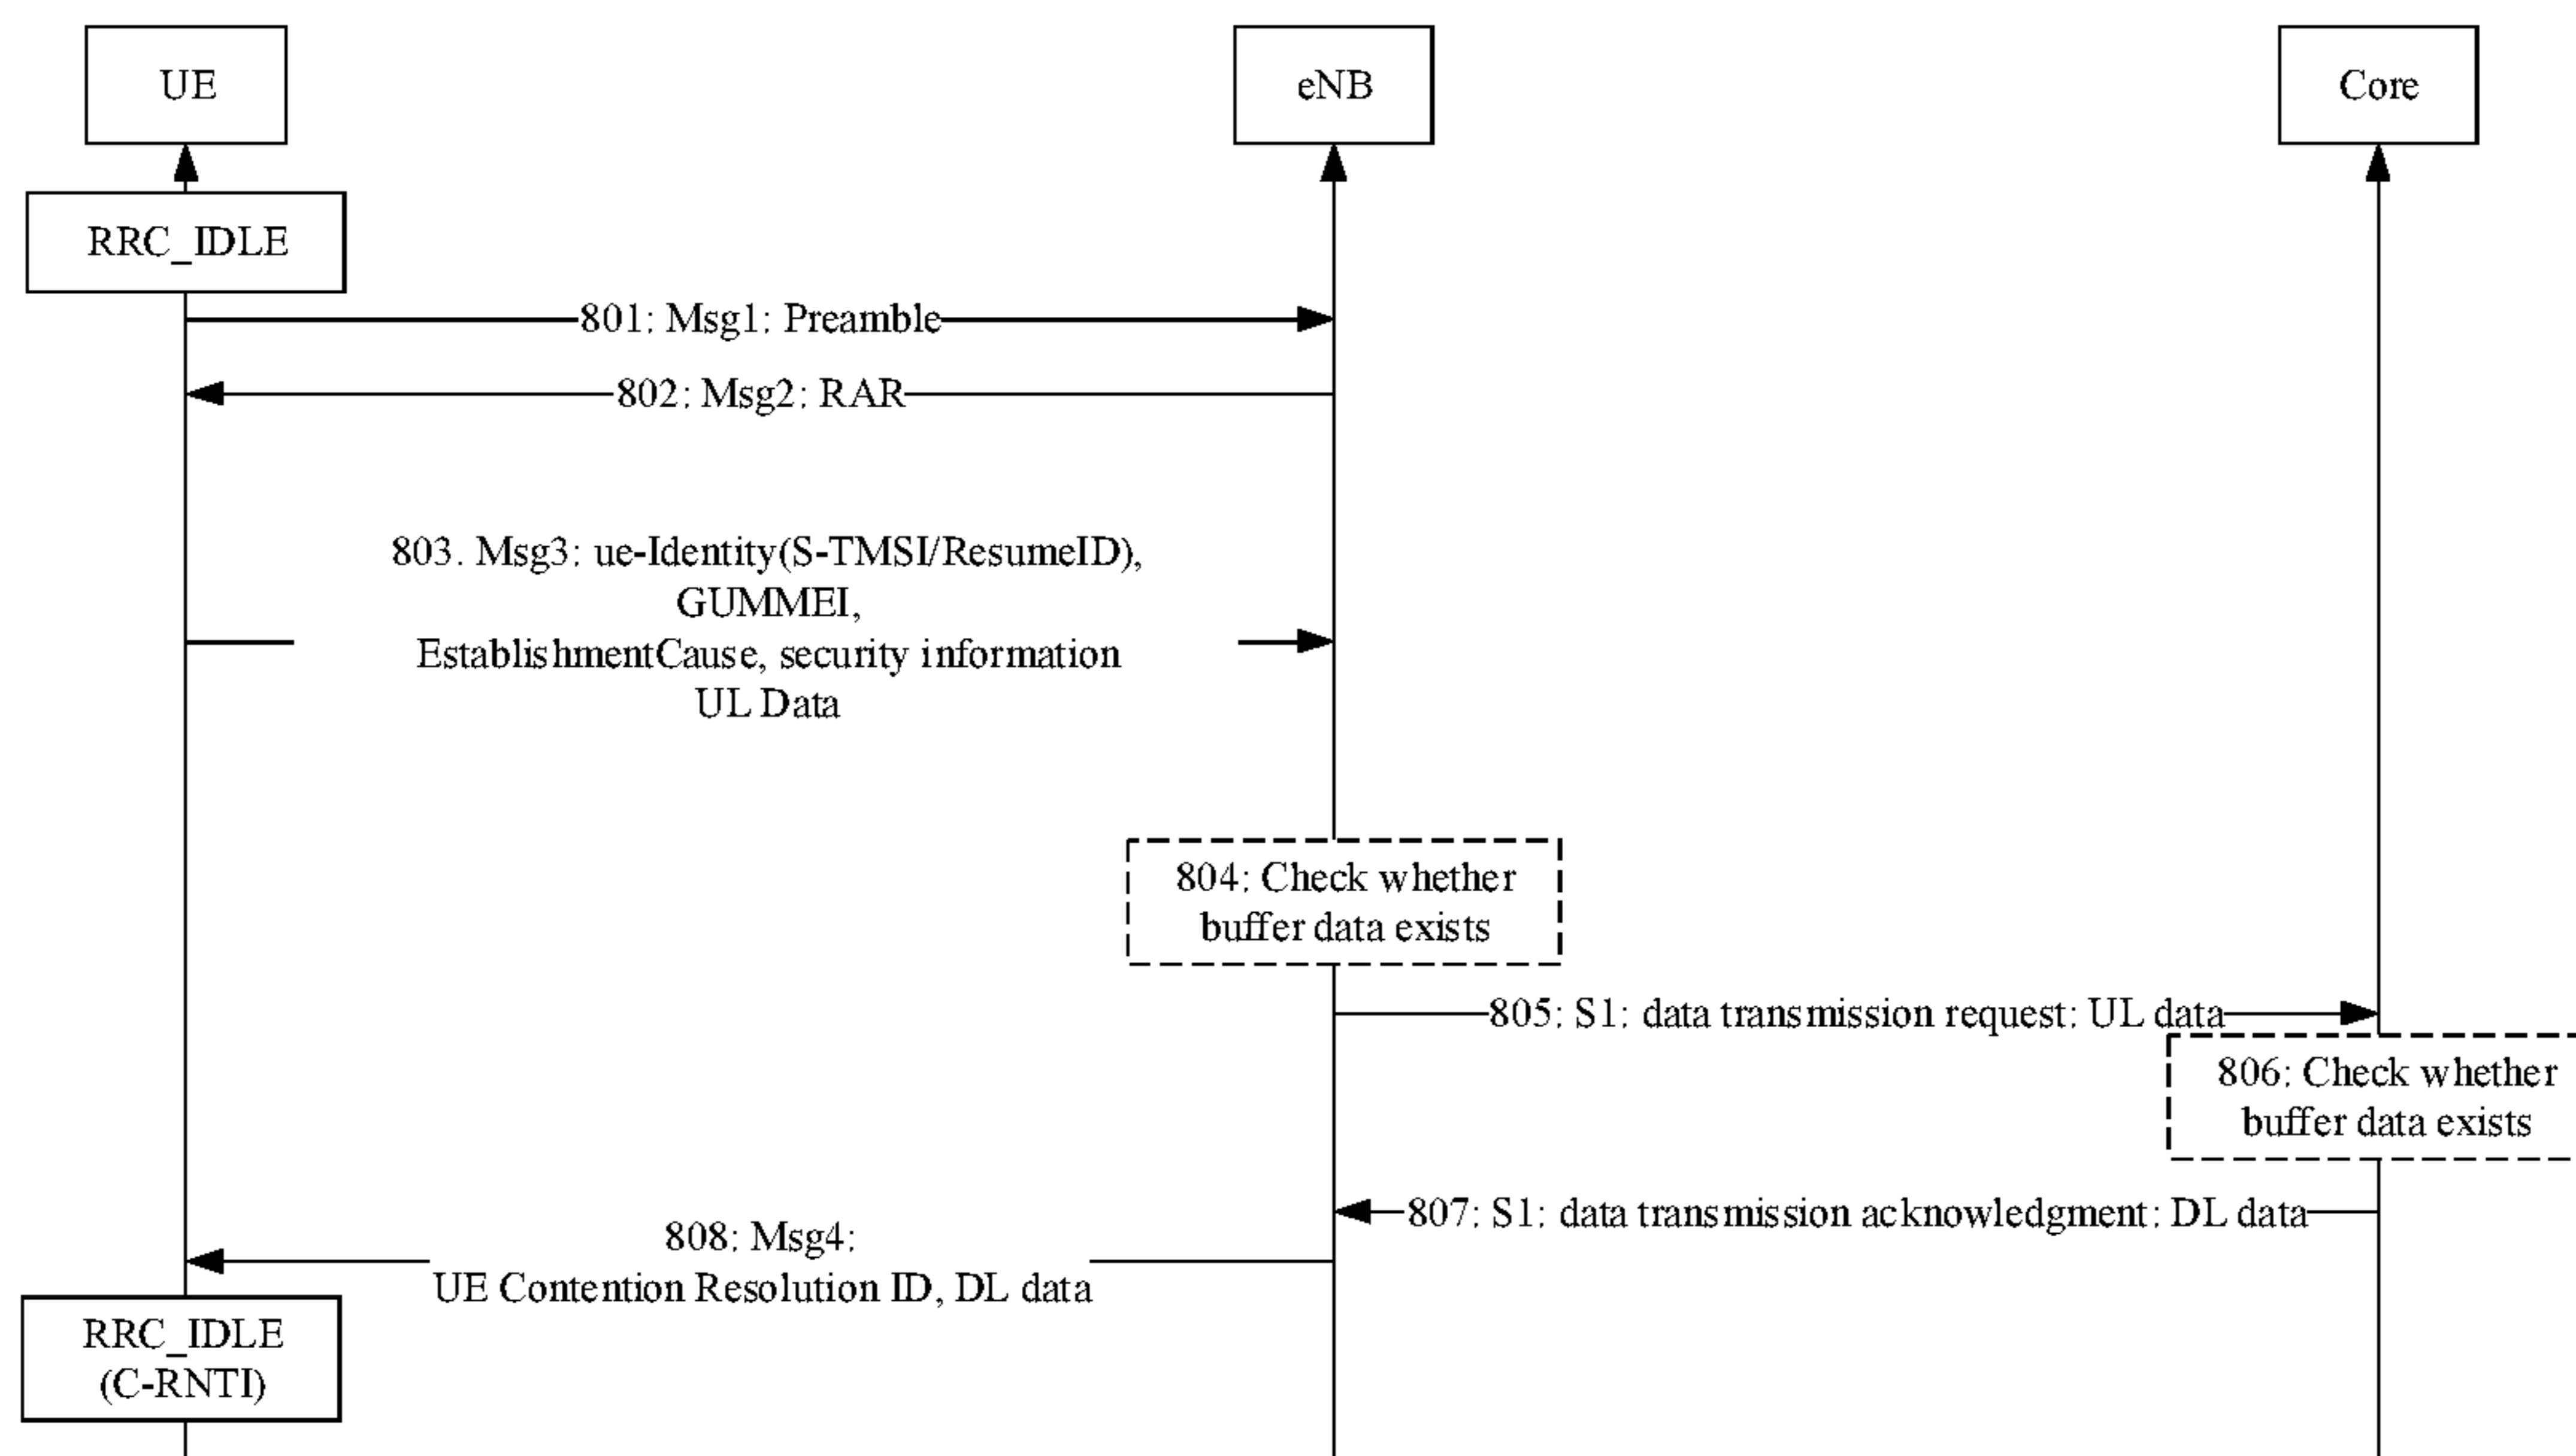 UE
eNB
Core
RRC_IDLE
801: Msg1: Preamble
802: Msg2: RAR
803. Msg3: ue-Identity(S-TMSI/ResumeID),
GUMMEI,
EstablishmentCause, security information
UL Data
804: Check whether
buffer data exists
805: S1: data transmission request: UL data
806: Check whether
buffer data exists
807: S1: data transmission acknowledgment: DL data
808: Msg4:
UE Contention Resolution ID, DL data
RRC_IDLE
(C-RNTI)